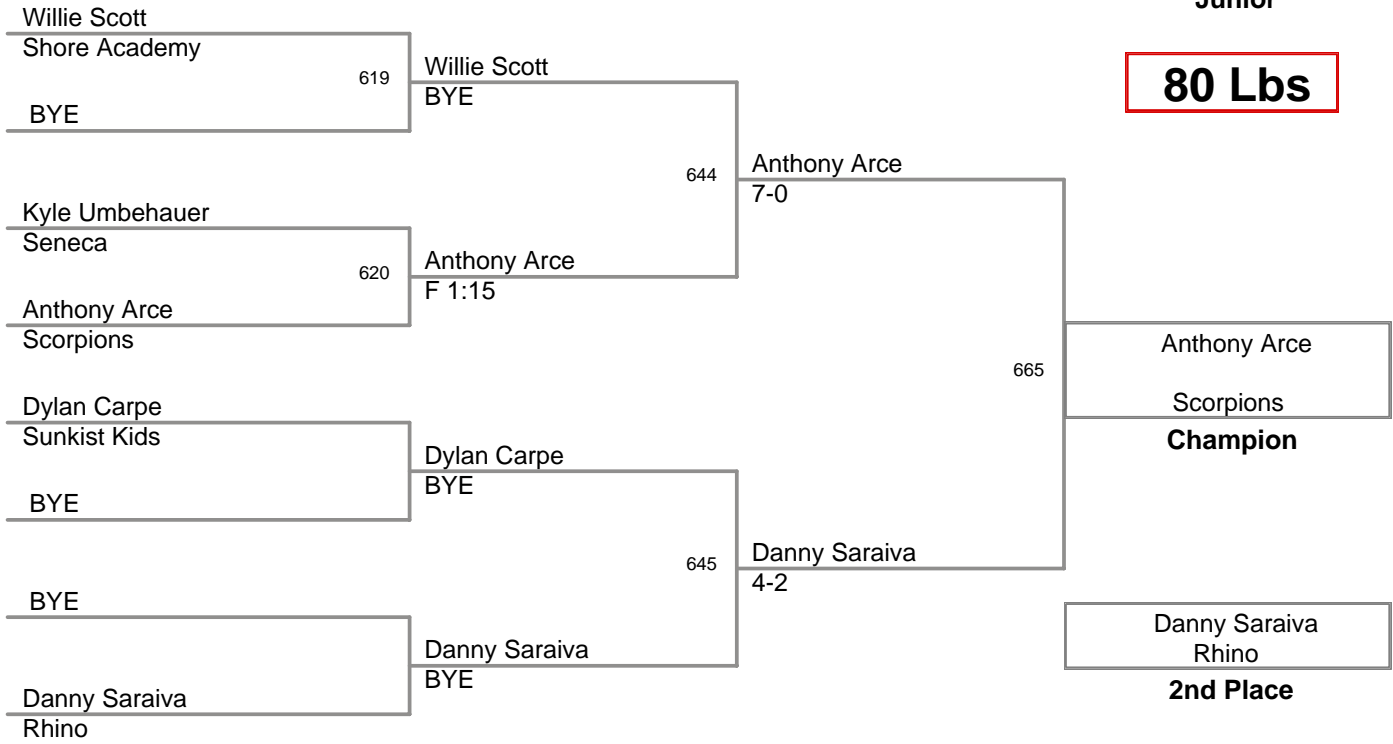 Junior
80 Lbs
Willie Scott
Shore Academy
619
BYE
Kyle Umbehauer
Seneca
620
Anthony Arce
Scorpions
Dylan Carpe
Sunkist Kids
BYE
BYE
Danny Saraiva
Rhino
Willie Scott
BYE
644
Anthony Arce
F 1:15
Dylan Carpe
BYE
645
Danny Saraiva
BYE
Anthony Arce
7-0
665
Danny Saraiva
4-2
Anthony Arce
Scorpions
Champion
Danny Saraiva
Rhino
2nd Place